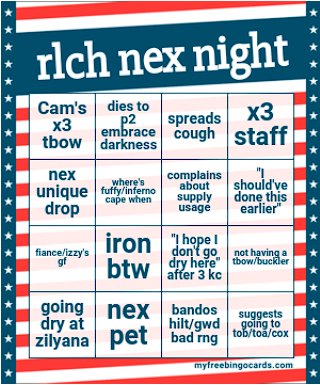 rlch nex night
Cam's
x3
tbow
dies to
p2
embrace
darkness
spreads
cough
x3
staff
nex
unique
drop
where's
fuffy/inferno
cape when
complains
about
supply
usage
"I
should've
done this
earlier"
fiance/izzy's
gf
iron
btw
"I hope I
don't go
dry here"
after 3 kc
not having a
tbow/buckler
going
dry at
zilyana
nex
pet
bandos
hilt/gwd
bad rng
suggests
going to
tob/toa/cox
myfreebingocards.com